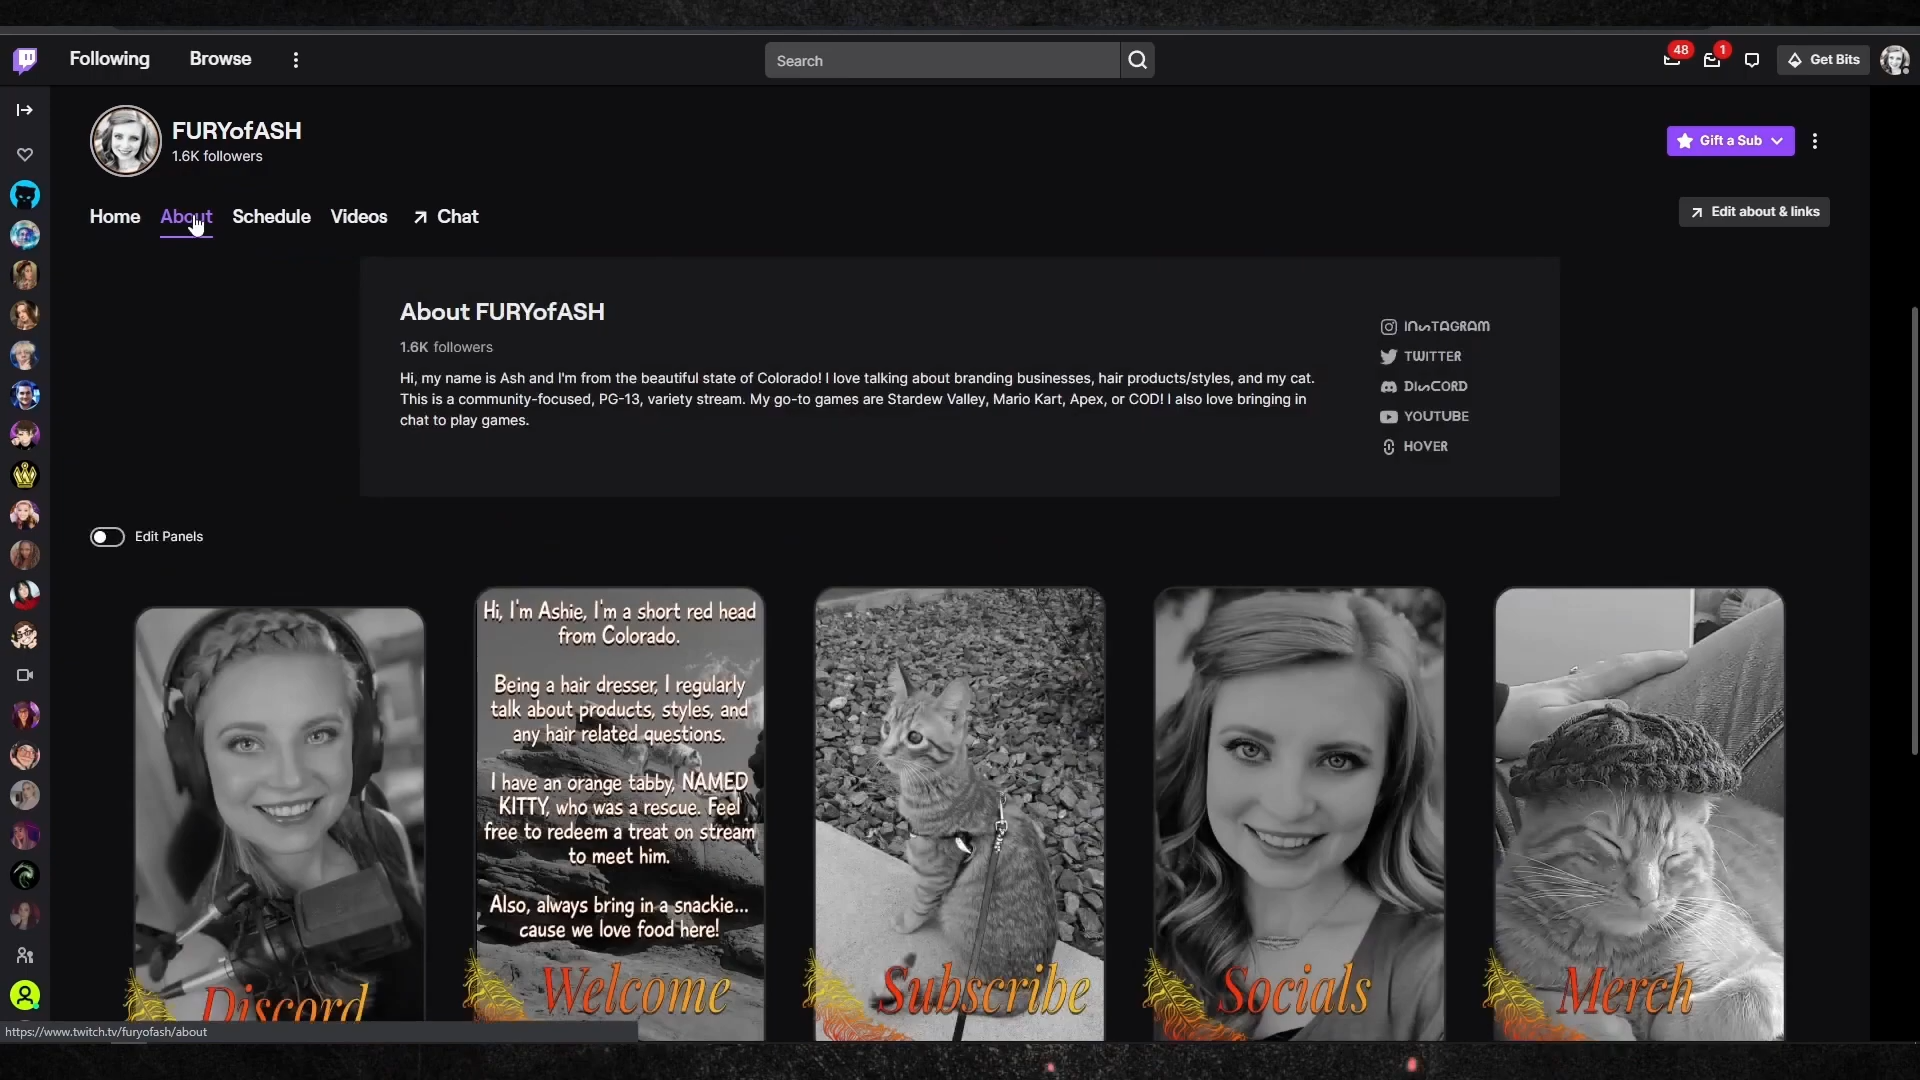 Following
Browse
Search
48
1
Get Bits
FURYofASH
1.6K followers
Gift a Sub
Home
About
Schedule
Videos
Chat
Edit about & links
About FURYofASH
1.6K followers
Hi, my name is Ash and I'm from the beautiful state of Colorado! I love talking about branding businesses, hair products/styles, and my cat.
This is a community-focused, PG-13, variety stream. My go-to games are Stardew Valley, Mario Kart, Apex, or COD! I also love bringing in
chat to play games.
INSTAGRAM
TWITTER
DISCORD
YOUTUBE
HOVER
Edit Panels
Hi, I'm Ashie, I'm a short red head
from Colorado.
Being a hair dresser, I regularly
talk about products, styles, and
any hair related questions.
I have an orange tabby, NAMED
KITTY, who was a rescue. Feel
free to redeem a treat on stream
to meet him.
Also, always bring in a snackie...
cause we love food here!
Discord
Welcome
Subscribe
Socials
Merch
https://www.twitch.tv/furyofash/about